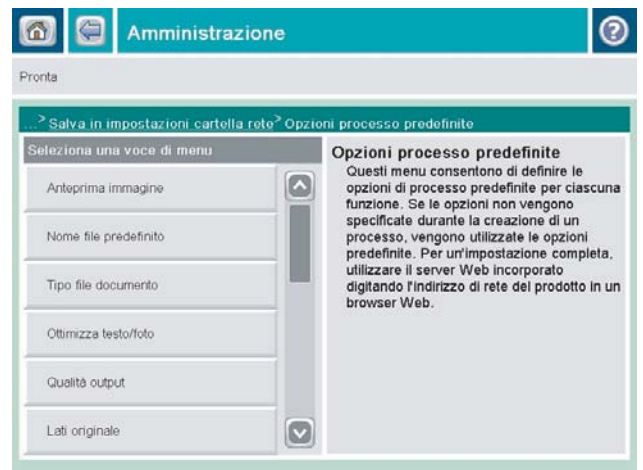 Amministrazione
?
Pronta
...> Salva in impostazioni cartella rete> Opzioni processo predefinite
Seleziona una voce di menu
Anteprima immagine
Nome file predefinito
Tipo file documento
Ottimizza testo/foto
Qualità output
Lati originale
Opzioni processo predefinite
Questi menu consentono di definire le
opzioni di processo predefinite per ciascuna
funzione. Se le opzioni non vengono
specificate durante la creazione di un
processo, vengono utilizzate le opzioni
predefinite. Per un'impostazione completa,
utilizzare il server Web incorporato
digitando l'indirizzo di rete del prodotto in un
browser Web.